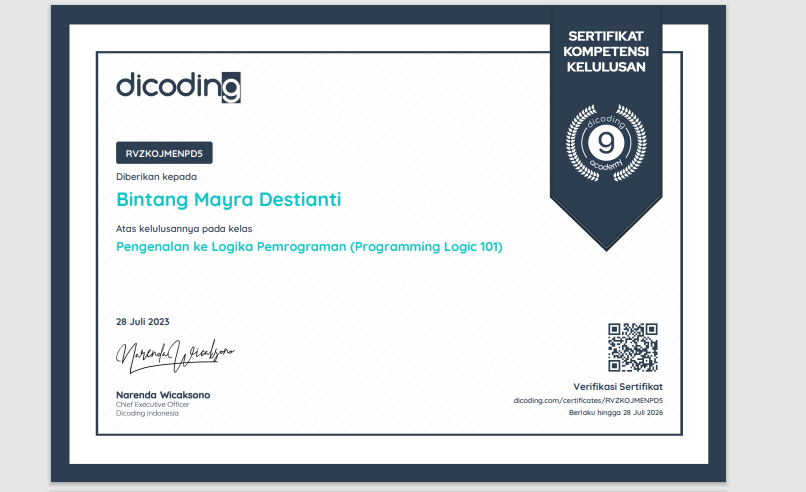 SERTIFIKAT
KOMPETENSI
KELULUSAN
dicoding
dicoding
9
academy
RVZKOJMENPD5
Diberikan kepada
Bintang Mayra Destianti
Atas kelulusannya pada kelas
Pengenalan ke Logika Pemrograman (Programming Logic 101)
28 Juli 2023
Narenda Wicaksono
Narenda Wicaksono
Chief Executive Officer
Dicoding Indonesia
Verifikasi Sertifikat
dicoding.com/certificates/RVZKOJMENPD5
Berlaku hingga 28 Juli 2026